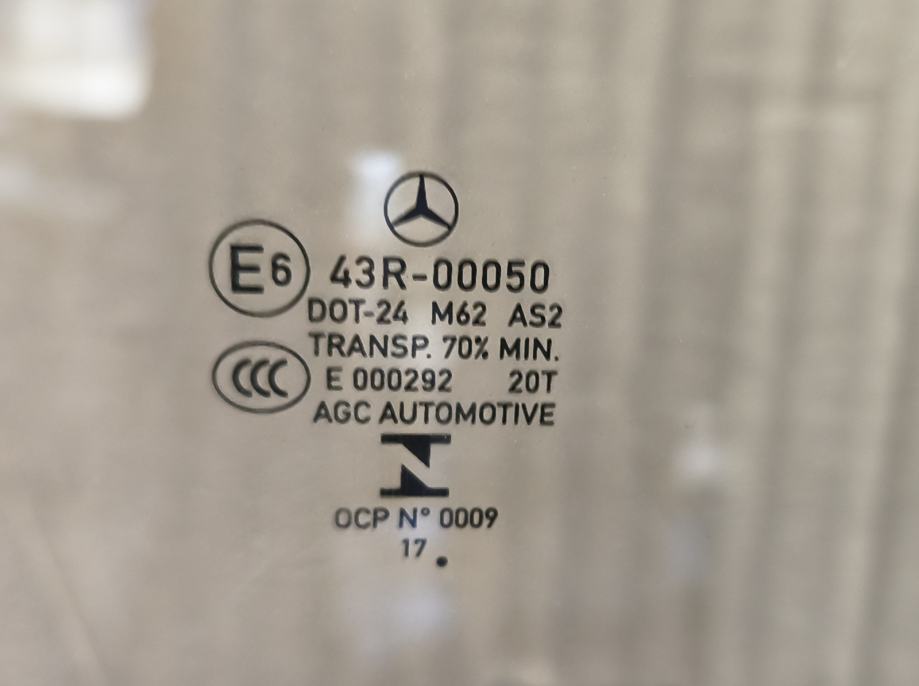 E6 43R-00050
DOT-24 M62 AS2
TRANSP. 70% MIN.
CCC E 000292 20T
AGC AUTOMOTIVE
OCP N° 0009
17 .